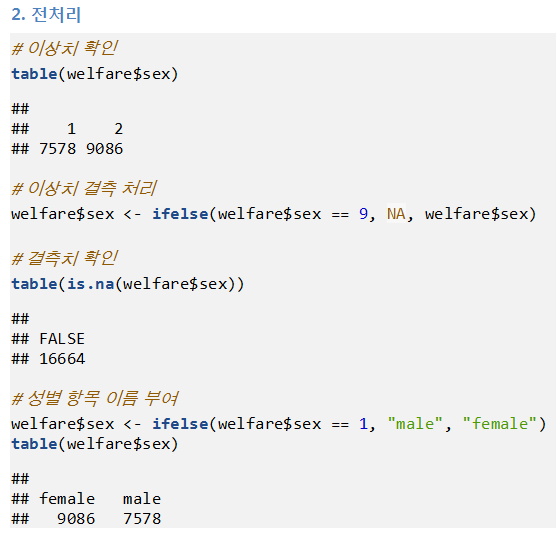 2. 전처리
# 이상치 확인
table(welfare$sex)
##
##    1    2
## 7578 9086
# 이상치 결측 처리
welfare$sex <- ifelse(welfare$sex == 9, NA, welfare$sex)
# 결측치 확인
table(is.na(welfare$sex))
##
## FALSE
## 16664
# 성별 항목 이름 부여
welfare$sex <- ifelse(welfare$sex == 1, "male", "female")
table(welfare$sex)
##
## female   male
##   9086   7578